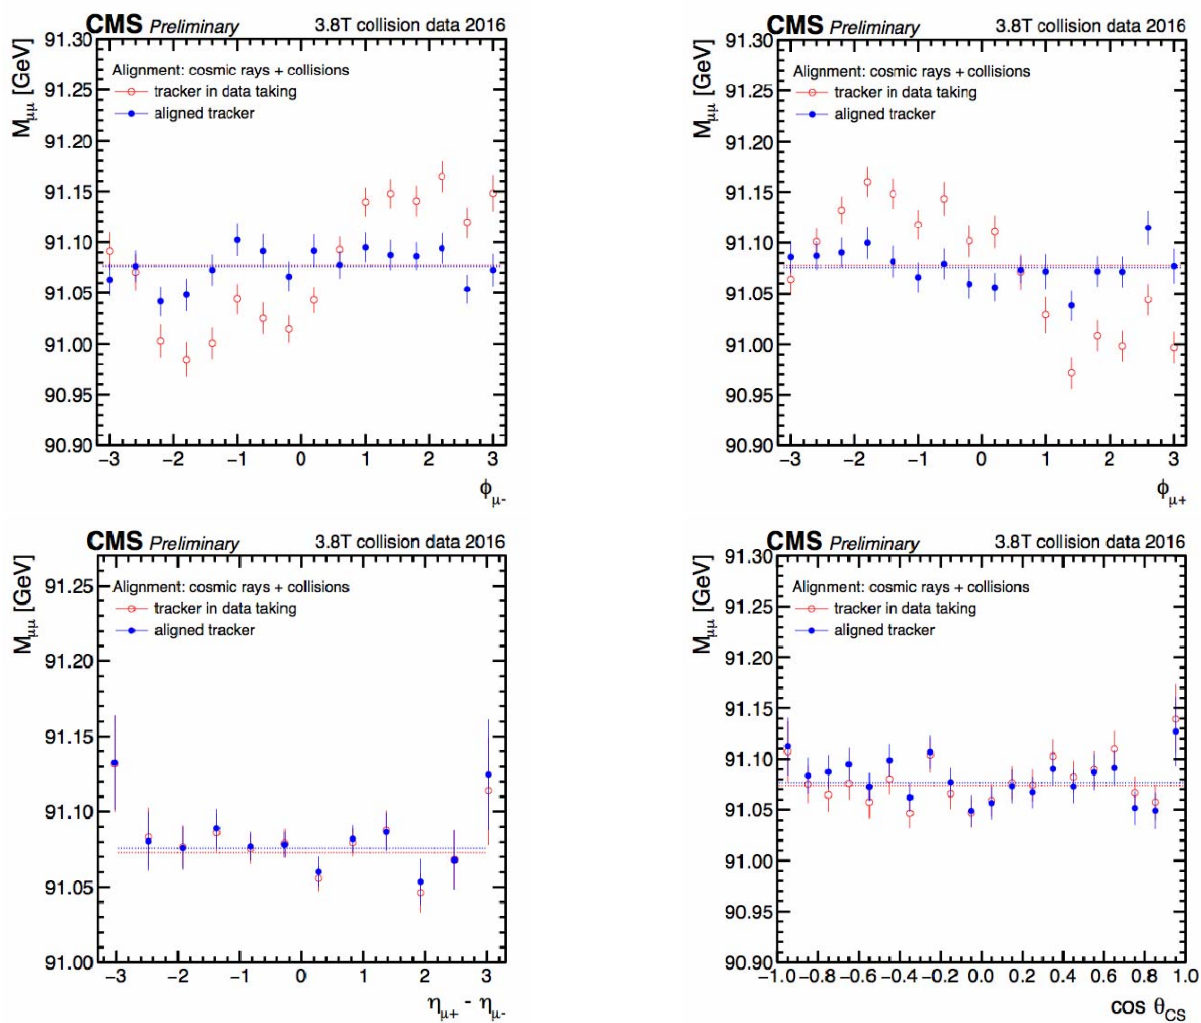 CMS Preliminary 3.8T collision data 2016
91.30
Alignment: cosmic rays + collisions
tracker in data taking
aligned tracker
91.25
91.20
91.15
91.10
91.05
91.00
90.95
90.90
M_μμ [GeV]
−3 −2 −1 0 1 2 3
ϕ_μ-
CMS Preliminary 3.8T collision data 2016
91.30
Alignment: cosmic rays + collisions
tracker in data taking
aligned tracker
91.25
91.20
91.15
91.10
91.05
91.00
90.95
90.90
M_μμ [GeV]
−3 −2 −1 0 1 2 3
ϕ_μ+
CMS Preliminary 3.8T collision data 2016
Alignment: cosmic rays + collisions
tracker in data taking
aligned tracker
91.25
91.20
91.15
91.10
91.05
91.00
M_μμ [GeV]
−3 −2 −1 0 1 2 3
η_μ+ - η_μ-
CMS Preliminary 3.8T collision data 2016
91.30
Alignment: cosmic rays + collisions
tracker in data taking
aligned tracker
91.25
91.20
91.15
91.10
91.05
91.00
90.95
90.90
M_μμ [GeV]
−1.0 −0.8 −0.6 −0.4 −0.2 0.0 0.2 0.4 0.6 0.8 1.0
cos θ_CS